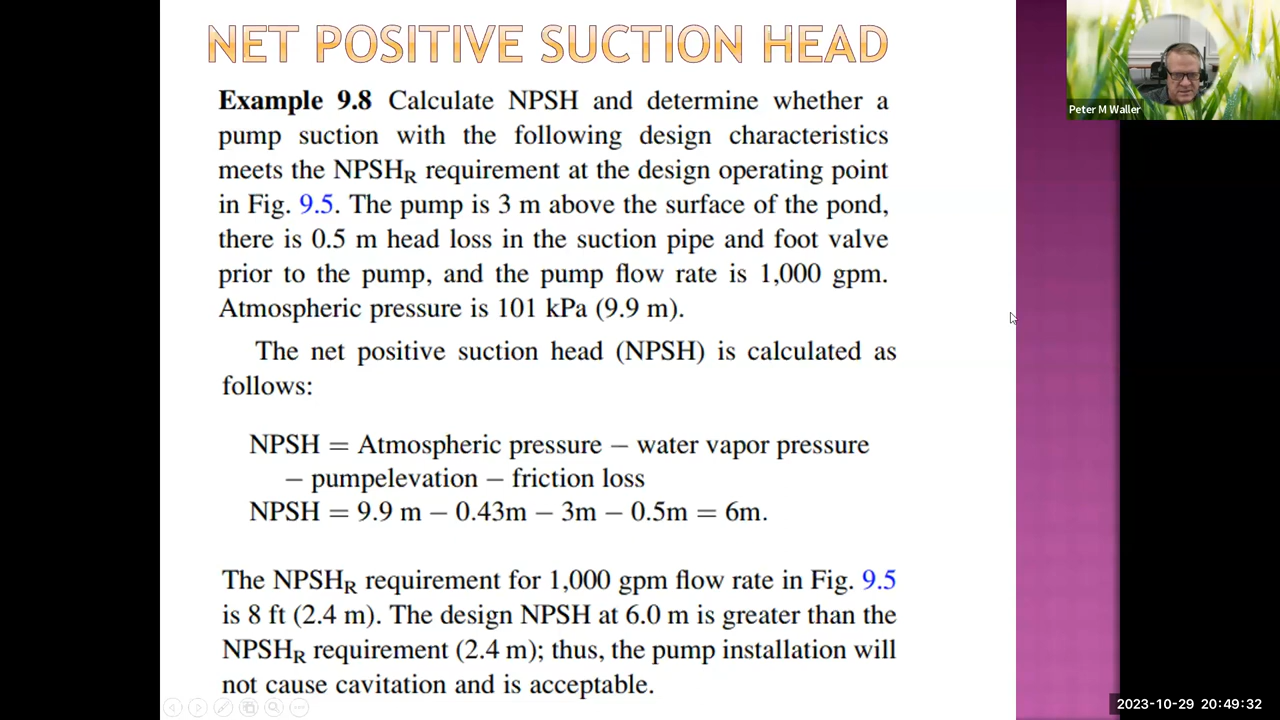 NET POSITIVE SUCTION HEAD
Example 9.8 Calculate NPSH and determine whether a
pump suction with the following design characteristics
meets the NPSHR requirement at the design operating point
in Fig. 9.5. The pump is 3 m above the surface of the pond,
there is 0.5 m head loss in the suction pipe and foot valve
prior to the pump, and the pump flow rate is 1,000 gpm.
Atmospheric pressure is 101 kPa (9.9 m).
The net positive suction head (NPSH) is calculated as
follows:
NPSH = Atmospheric pressure − water vapor pressure
− pumpelevation − friction loss
NPSH = 9.9 m − 0.43m − 3m − 0.5m = 6m.
The NPSHR requirement for 1,000 gpm flow rate in Fig. 9.5
is 8 ft (2.4 m). The design NPSH at 6.0 m is greater than the
NPSHR requirement (2.4 m); thus, the pump installation will
not cause cavitation and is acceptable.
Peter M Waller
2023-10-29 20:49:32